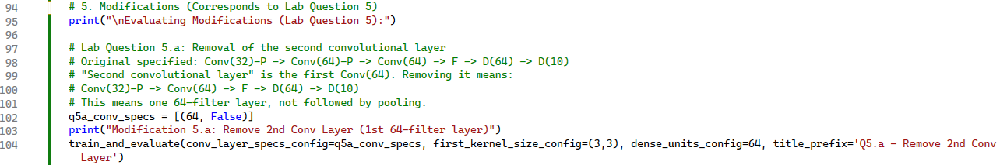 94 # 5. Modifications (Corresponds to Lab Question 5)
95 print("\nEvaluating Modifications (Lab Question 5):")
96
97 # Lab Question 5.a: Removal of the second convolutional layer
98 # Original specified: Conv(32)-P -> Conv(64)-P -> Conv(64) -> F -> D(64) -> D(10)
99 # "Second convolutional layer" is the first Conv(64). Removing it means:
100 # Conv(32)-P -> Conv(64) -> F -> D(64) -> D(10)
101 # This means one 64-filter layer, not followed by pooling.
102 q5a_conv_specs = [(64, False)]
103 print("Modification 5.a: Remove 2nd Conv Layer (1st 64-filter layer)")
104 train_and_evaluate(conv_layer_specs_config=q5a_conv_specs, first_kernel_size_config=(3,3), dense_units_config=64, title_prefix='Q5.a - Remove 2nd Conv
Layer')